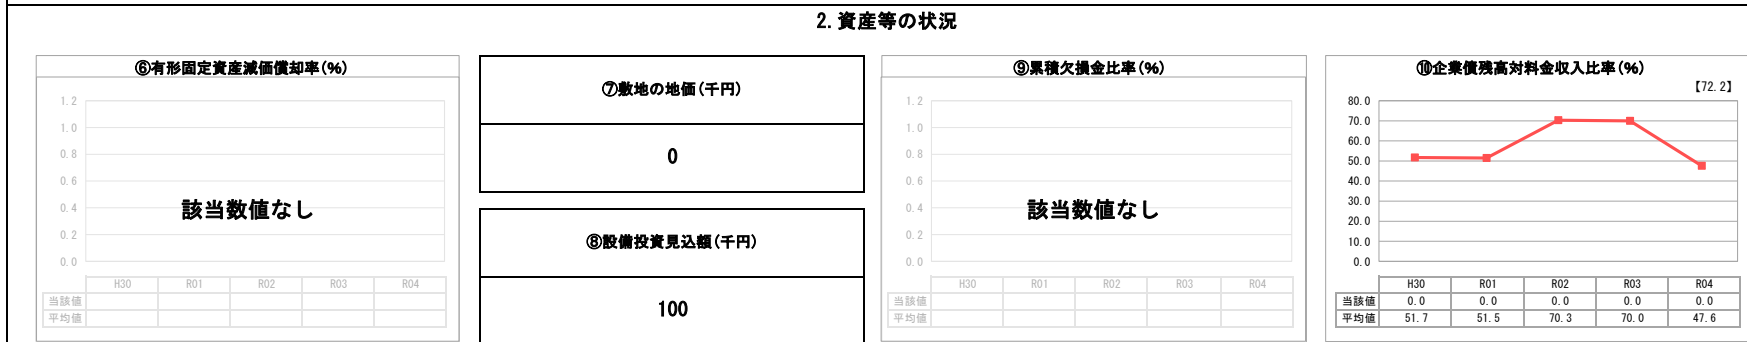 2.資産等の状況
⑥有形固定資産減価償却率(%)
1.2
1.0
0.8
0.6
0.4
0.2
0.0
該当数値なし
H30 R01 R02 R03 R04
当該値
平均値
⑦敷地の地価(千円)
0
⑧設備投資見込額(千円)
100
⑨累積欠損金比率(%)
1.2
1.0
0.8
0.6
0.4
0.2
0.0
該当数値なし
H30 R01 R02 R03 R04
当該値
平均値
⑩企業債残高対料金収入比率(%)
【72.2】
80.0
70.0
60.0
50.0
40.0
30.0
20.0
10.0
0.0
H30 R01 R02 R03 R04
当該値 0.0 0.0 0.0 0.0 0.0
平均値 51.7 51.5 70.3 70.0 47.6